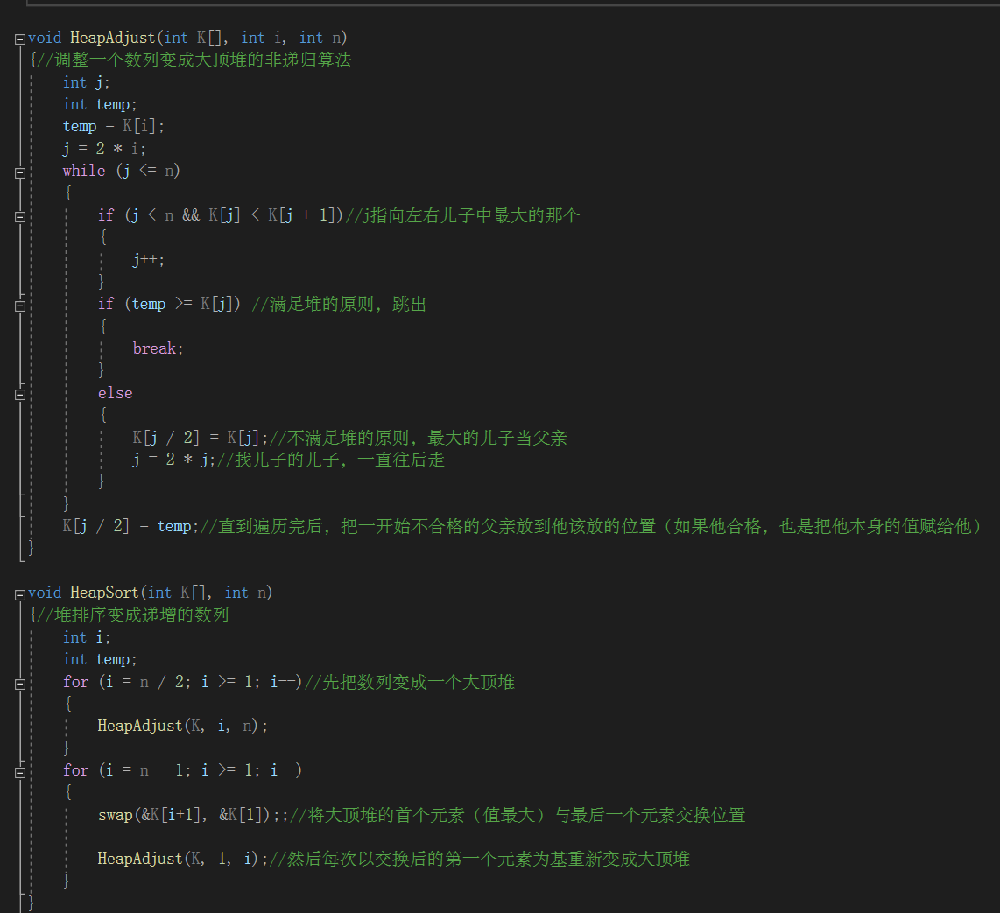 void HeapAdjust(int K[], int i, int n)
{//调整一个数列变成大顶堆的非递归算法
int j;
int temp;
temp = K[i];
j = 2 * i;
while (j <= n)
{
if (j < n && K[j] < K[j + 1])//j指向左右儿子中最大的那个
{
j++;
}
if (temp >= K[j]) //满足堆的原则，跳出
{
break;
}
else
{
K[j / 2] = K[j];//不满足堆的原则，最大的儿子当父亲
j = 2 * j;//找儿子的儿子，一直往后走
}
}
K[j / 2] = temp;//直到遍历完后，把一开始不合格的父亲放到他该放的位置（如果他合格，也是把他本身的值赋给他）
}
void HeapSort(int K[], int n)
{//堆排序变成递增的数列
int i;
int temp;
for (i = n / 2; i >= 1; i--)//先把数列变成一个大顶堆
{
HeapAdjust(K, i, n);
}
for (i = n - 1; i >= 1; i--)
{
swap(&K[i+1], &K[1]);;//将大顶堆的首个元素（值最大）与最后一个元素交换位置
HeapAdjust(K, 1, i);//然后每次以交换后的第一个元素为基重新变成大顶堆
}
}